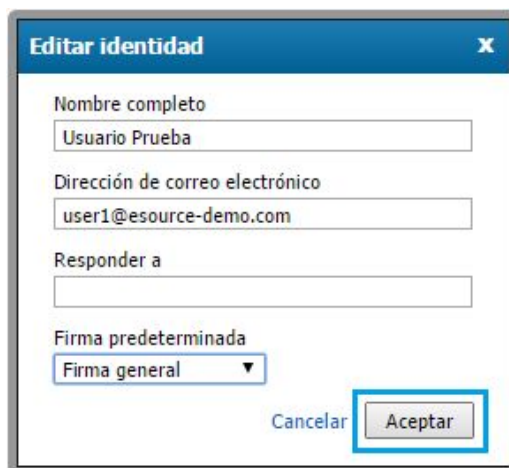 Editar identidad x
Nombre completo
Usuario Prueba
Dirección de correo electrónico
user1@esource-demo.com
Responder a
Firma predeterminada
Firma general
Cancelar Aceptar